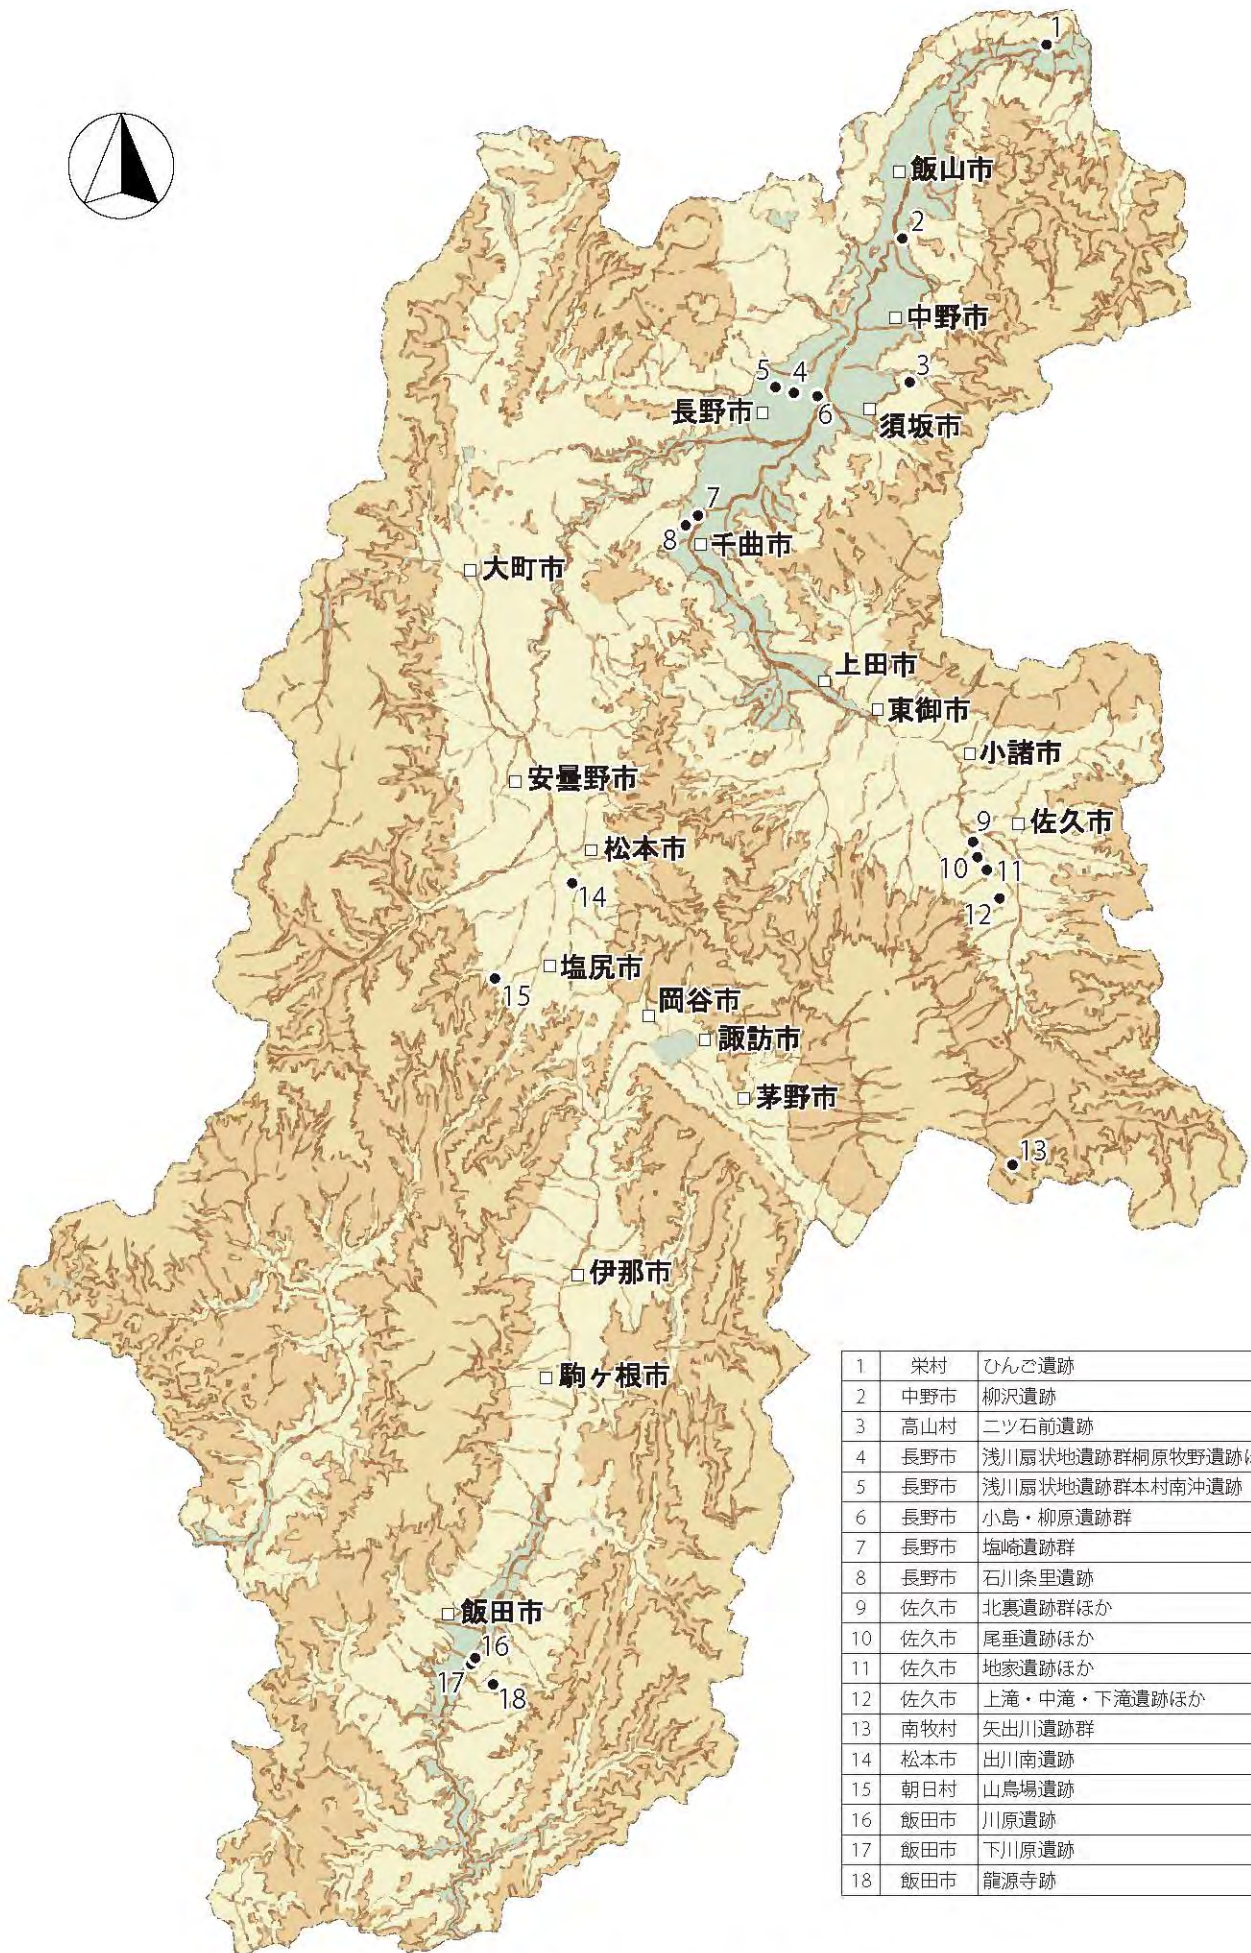 1
飯山市
2
中野市
3
5 4
6
長野市
須坂市
7
8
千曲市
大町市
上田市
東御市
小諸市
安曇野市
9
佐久市
松本市
10
11
14
12
塩尻市
15
岡谷市
諏訪市
茅野市
13
伊那市
駒ヶ根市
飯田市
16
17
18
1 栄村 ひんご遺跡
2 中野市 柳沢遺跡
3 高山村 二ツ石前遺跡
4 長野市 浅川扇状地遺跡群桐原牧野遺跡ほ
5 長野市 浅川扇状地遺跡群本村南沖遺跡
6 長野市 小島・柳原遺跡群
7 長野市 塩崎遺跡群
8 長野市 石川条里遺跡
9 佐久市 北裏遺跡群ほか
10 佐久市 尾垂遺跡ほか
11 佐久市 地家遺跡ほか
12 佐久市 上滝・中滝・下滝遺跡ほか
13 南牧村 矢出川遺跡群
14 松本市 出川南遺跡
15 朝日村 山鳥場遺跡
16 飯田市 川原遺跡
17 飯田市 下川原遺跡
18 飯田市 龍源寺跡